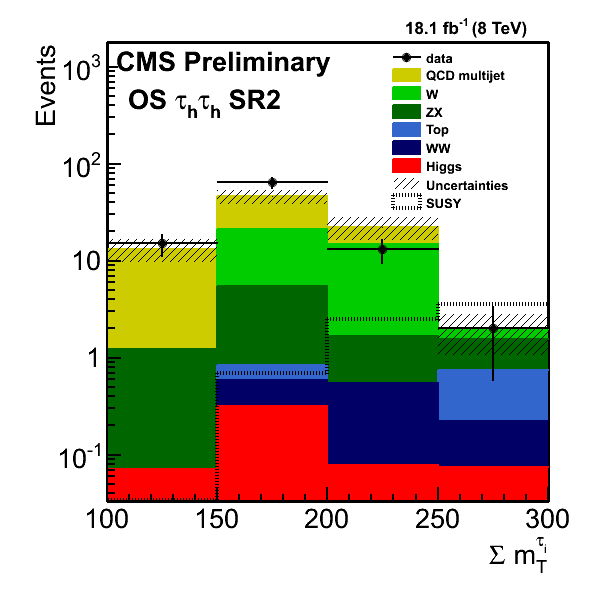 18.1 fb⁻¹ (8 TeV)
CMS Preliminary
OS τₕτₕ SR2
data
QCD multijet
W
ZX
Top
WW
Higgs
Uncertainties
SUSY
Events
10³
10²
10
1
10⁻¹
100 150 200 250 300
Σ m_T^{τ_i}